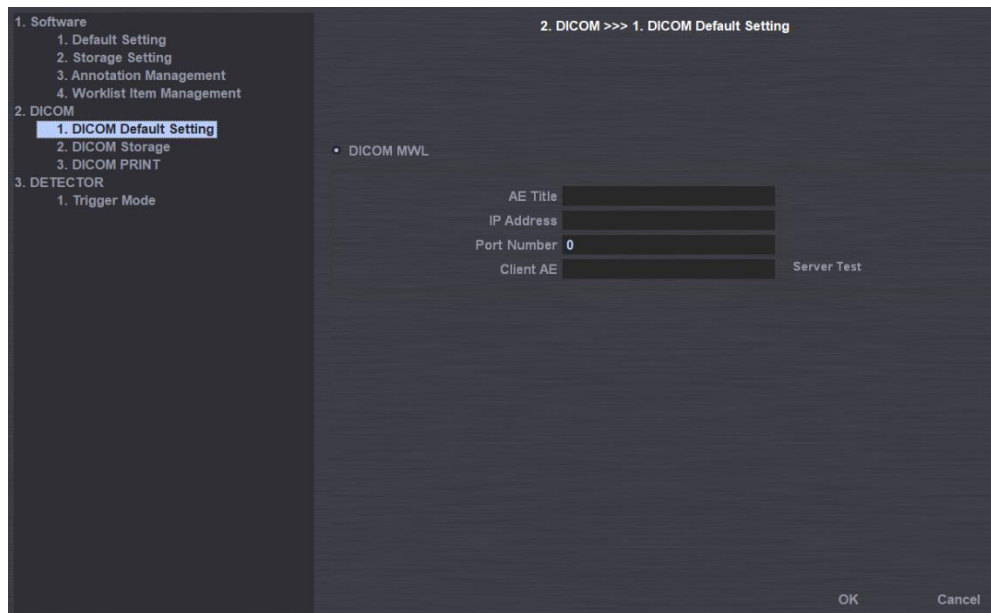 1. Software
1. Default Setting
2. Storage Setting
3. Annotation Management
4. Worklist Item Management
2. DICOM
1. DICOM Default Setting
2. DICOM Storage
3. DICOM PRINT
3. DETECTOR
1. Trigger Mode
2. DICOM >>> 1. DICOM Default Setting
DICOM MWL
AE Title
IP Address
Port Number 0
Client AE Server Test
OK Cancel